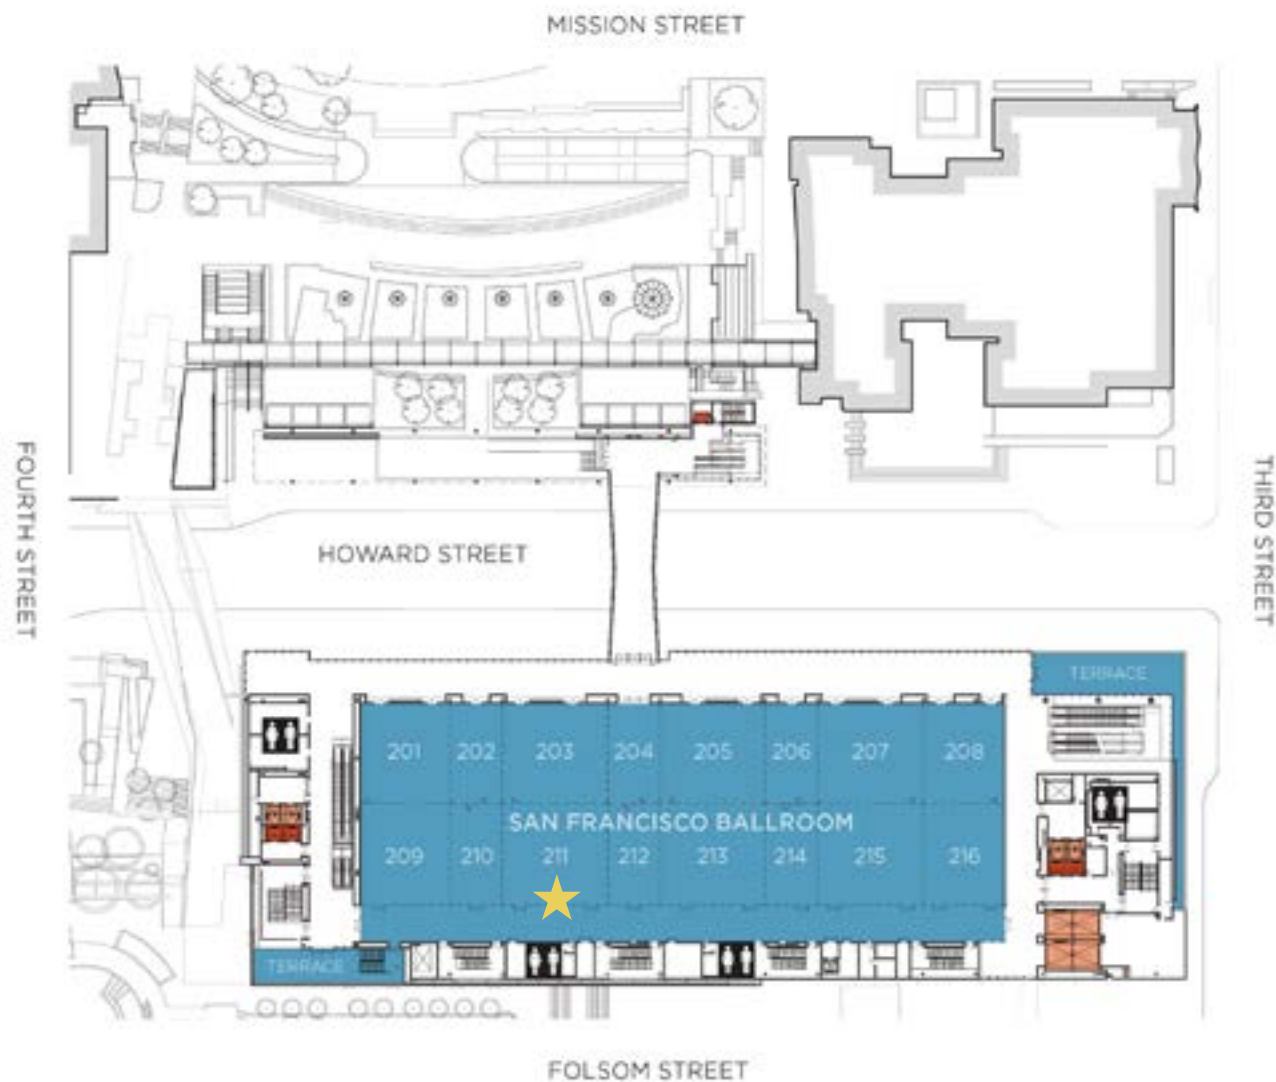 MISSION STREET
FOURTH STREET
HOWARD STREET
THIRD STREET
TERRACE
201 202 203 204 205 206 207 208
SAN FRANCISCO BALLROOM
209 210 211 212 213 214 215 216
TERRACE
FOLSOM STREET